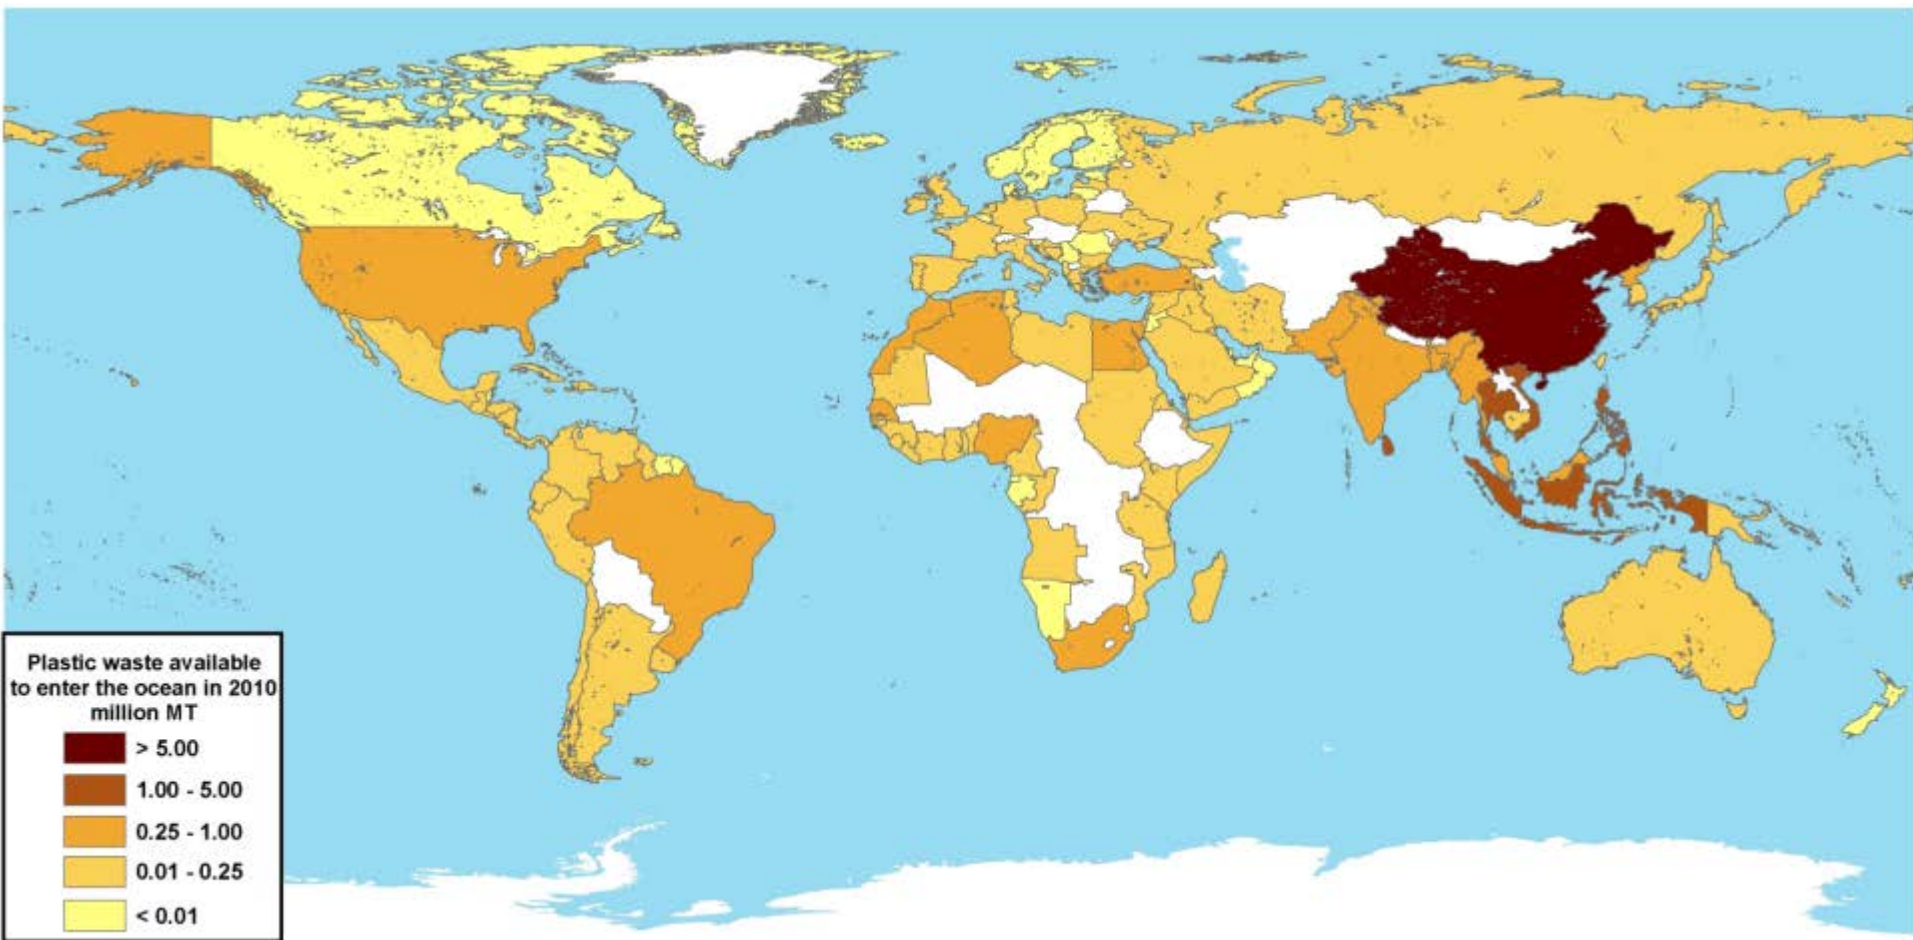 Plastic waste available
to enter the ocean in 2010
million MT
> 5.00
1.00 - 5.00
0.25 - 1.00
0.01 - 0.25
< 0.01